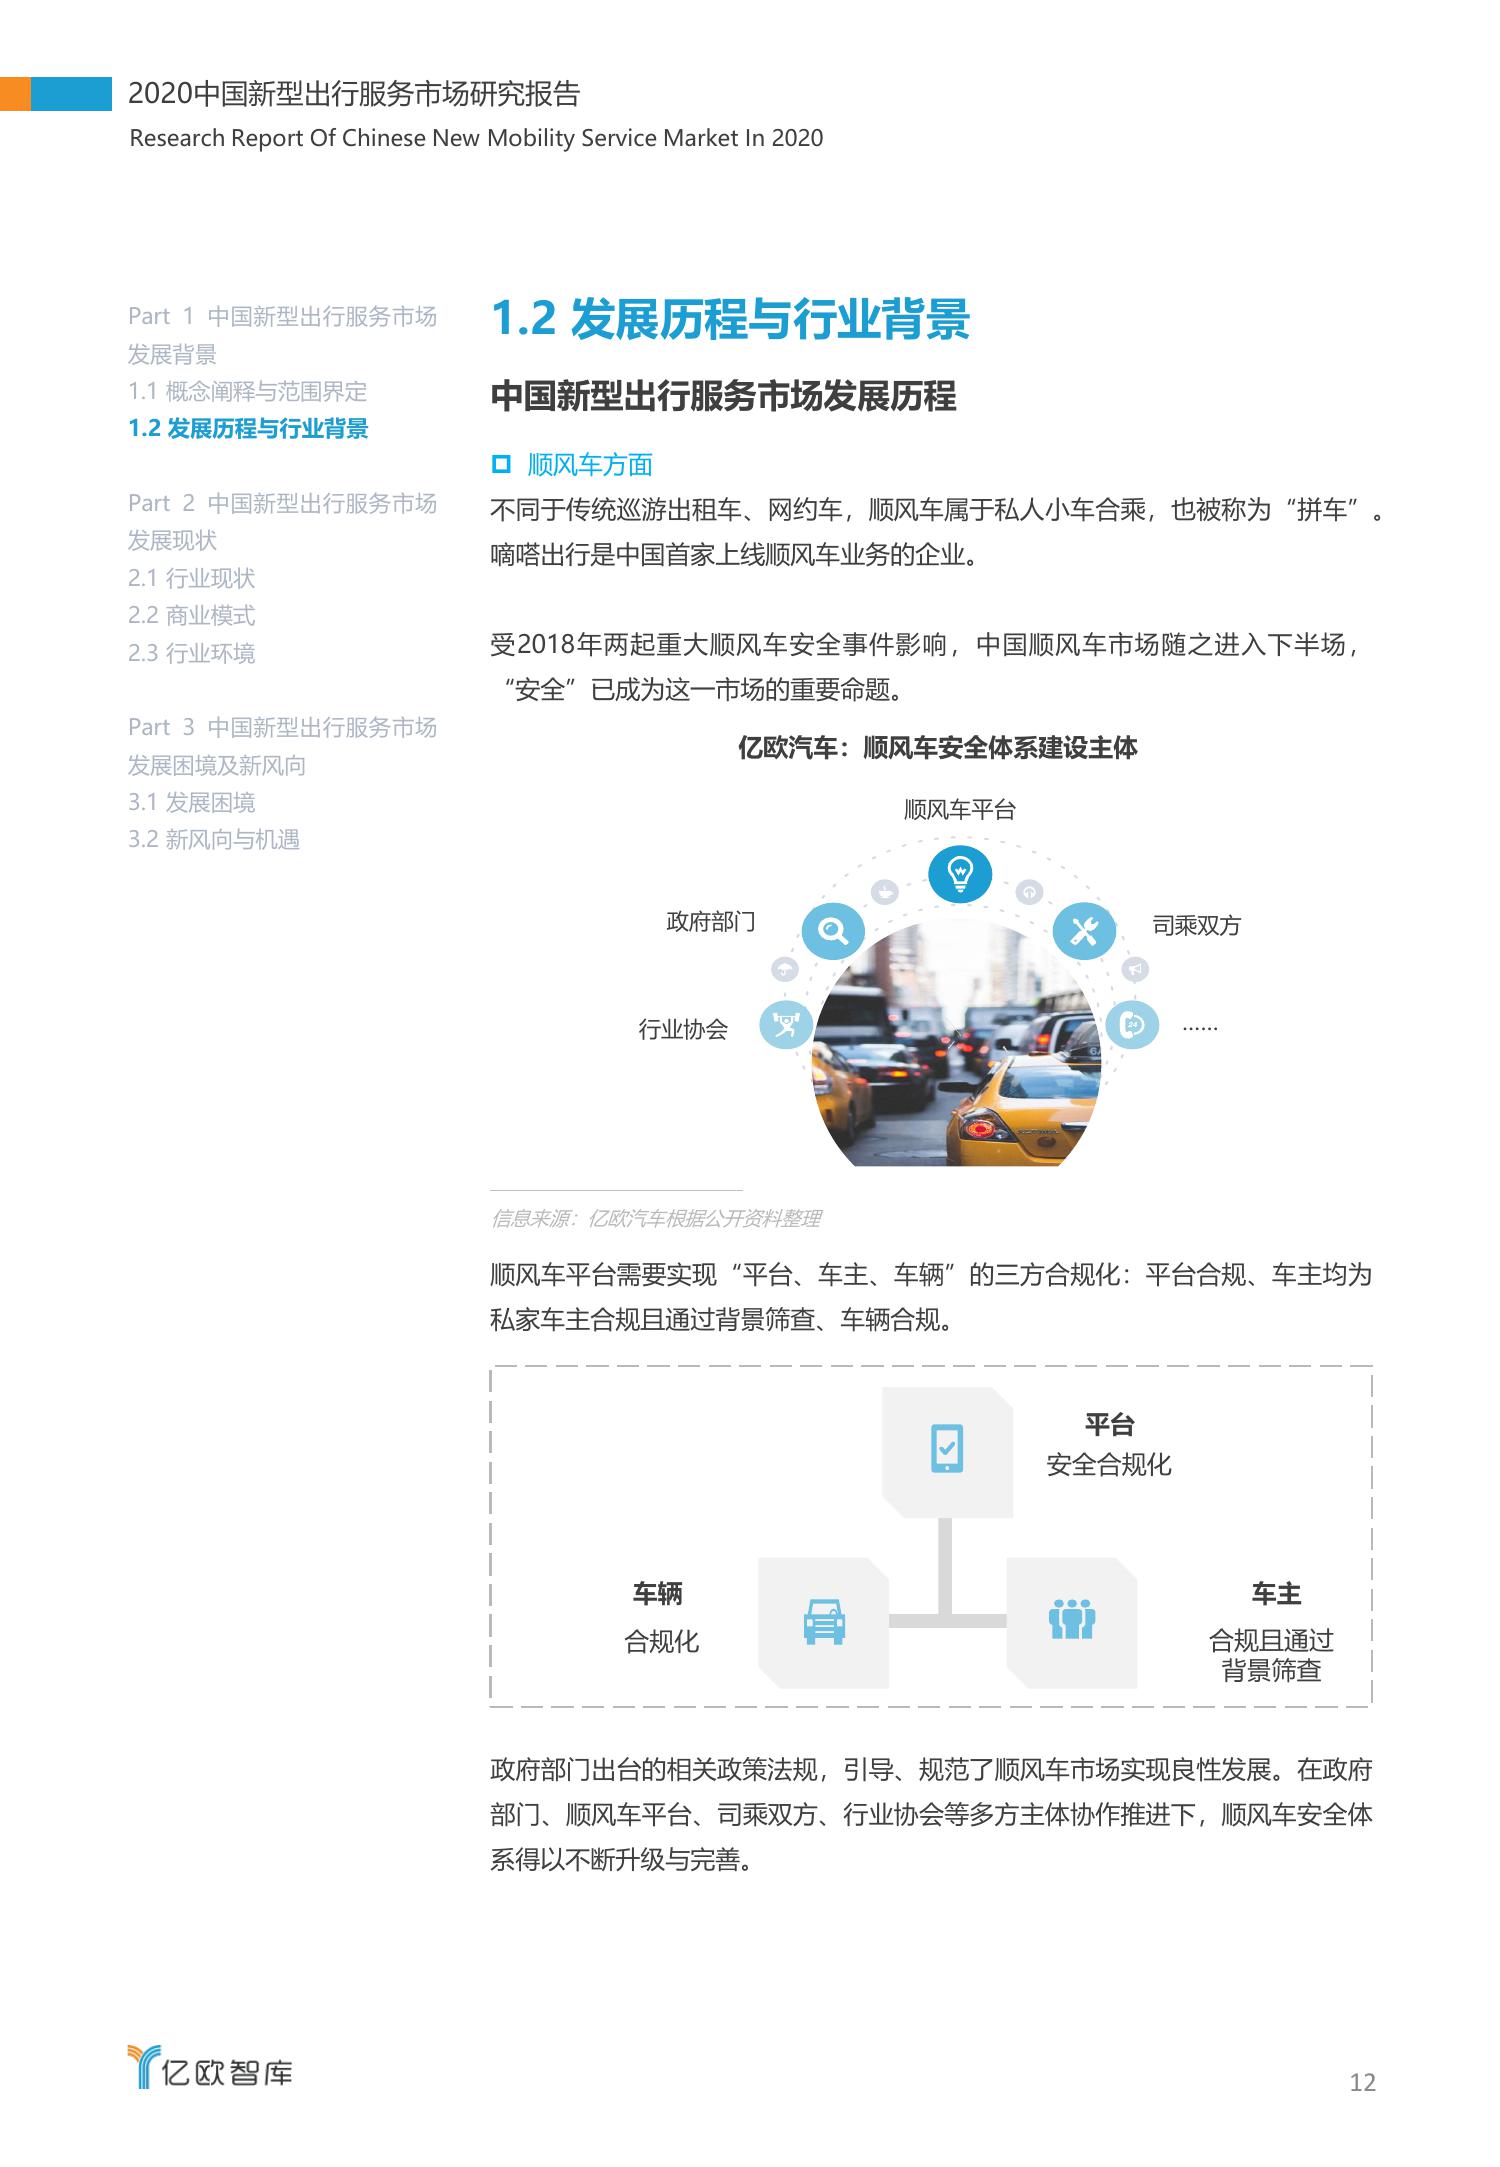 2020中国新型出行服务市场研究报告
Research Report Of Chinese New Mobility Service Market In 2020
Part 1 中国新型出行服务市场
发展背景
1.1 概念阐释与范围界定
1.2 发展历程与行业背景
Part 2 中国新型出行服务市场
发展现状
2.1 行业现状
2.2 商业模式
2.3 行业环境
Part 3 中国新型出行服务市场
发展困境及新风向
3.1 发展困境
3.2 新风向与机遇
1.2 发展历程与行业背景
中国新型出行服务市场发展历程
顺风车方面
不同于传统巡游出租车、网约车，顺风车属于私人小车合乘，也被称为“拼车”。
嘀嗒出行是中国首家上线顺风车业务的企业。
受2018年两起重大顺风车安全事件影响，中国顺风车市场随之进入下半场，
“安全”已成为这一市场的重要命题。
亿欧汽车：顺风车安全体系建设主体
顺风车平台
政府部门
司乘双方
行业协会
24
……
信息来源：亿欧汽车根据公开资料整理
顺风车平台需要实现“平台、车主、车辆”的三方合规化：平台合规、车主均为
私家车主合规且通过背景筛查、车辆合规。
平台
安全合规化
车辆
合规化
车主
合规且通过
背景筛查
政府部门出台的相关政策法规，引导、规范了顺风车市场实现良性发展。在政府
部门、顺风车平台、司乘双方、行业协会等多方主体协作推进下，顺风车安全体
系得以不断升级与完善。
亿欧智库
12